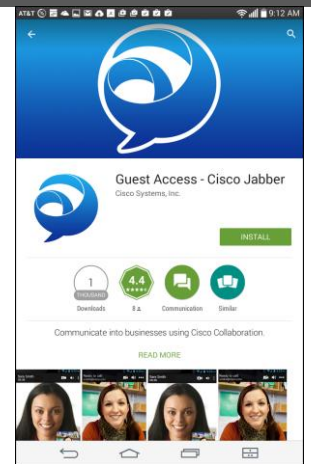 AT&T 9:12 AM
Guest Access - Cisco Jabber
Cisco Systems, Inc.
INSTALL
1
THOUSAND
4.4
Downloads 8 Communication Similar
Communicate into businesses using Cisco Collaboration.
READ MORE